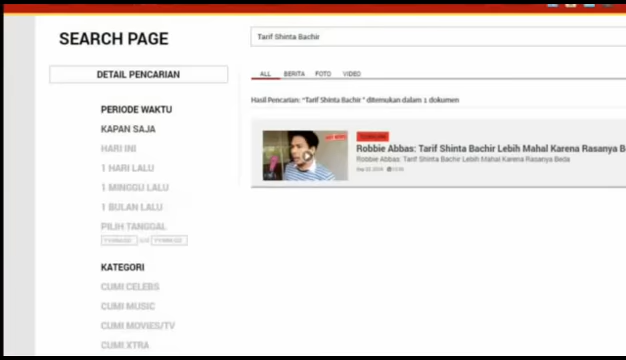 SEARCH PAGE
Tarif Shinta Bachir
DETAIL PENCARIAN
ALL BERITA FOTO VIDEO
Hasil Pencarian: "Tarif Shinta Bachir " ditemukan dalam 1 dokumen
PERIODE WAKTU
KAPAN SAJA
HARI INI
1 HARI LALU
1 MINGGU LALU
1 BULAN LALU
PILIH TANGGAL
Robbie Abbas: Tarif Shinta Bachir Lebih Mahal Karena Rasanya B
Robbie Abbas: Tarif Shinta Bachir Lebih Mahal Karena Rasanya Beda
KATEGORI
CUMI CELEBS
CUMI MUSIC
CUMI MOVIES/TV
CUMI XTRA